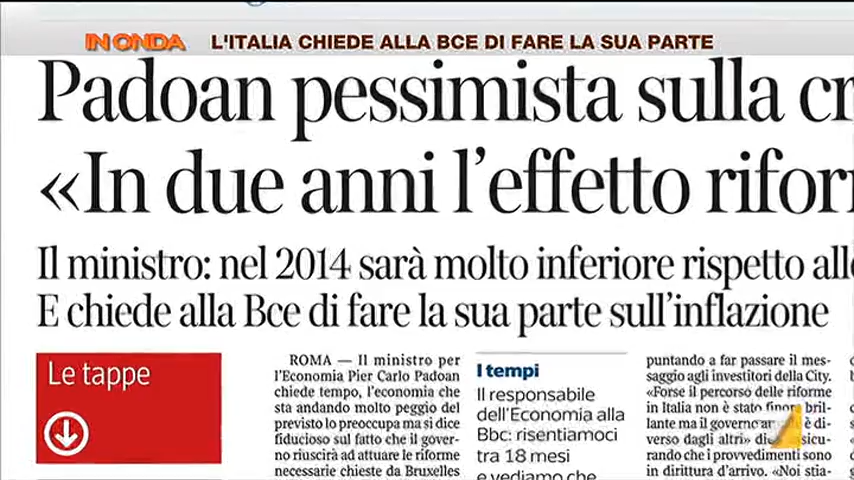 IN ONDA L'ITALIA CHIEDE ALLA BCE DI FARE LA SUA PARTE
Padoan pessimista sulla cr
«In due anni l'effetto rifor
Il ministro: nel 2014 sarà molto inferiore rispetto all
E chiede alla Bce di fare la sua parte sull'inflazione
Le tappe
ROMA — Il ministro per
l'Economia Pier Carlo Padoan
chiede tempo, l'economia che
sta andando molto peggio del
previsto lo preoccupa ma si dice
fiducioso sul fatto che il gover-
no riuscirà ad attuare le riforme
necessarie chieste da Bruxelles
I tempi
Il responsabile
dell'Economia alla
Bbc: risentiamoci
tra 18 mesi
e vediamo che
puntando a far passare il mes-
saggio agli investitori della City.
«Forse il percorso delle riforme
in Italia non è stato finora bril-
lante ma il governo è di-
verso dagli altri»
rando che i provvedimenti sono
in dirittura d'arrivo. «Noi stia-